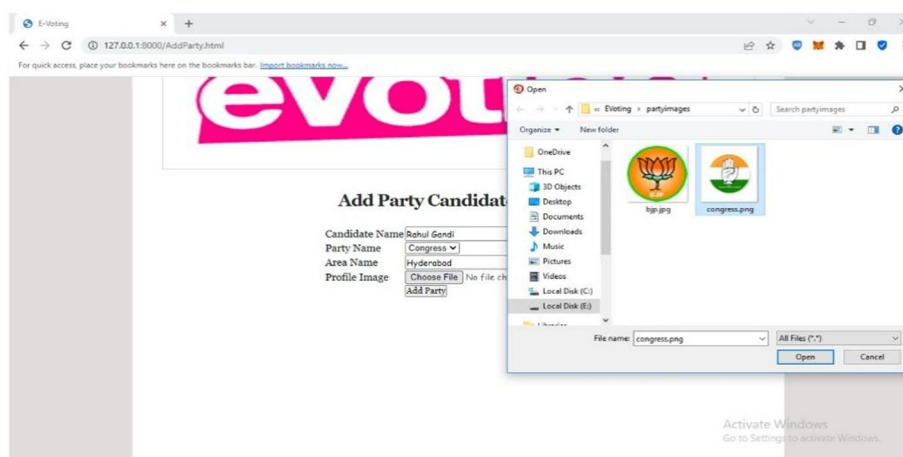 E-Voting
127.0.0.1:8000/AddParty.html
For quick access, place your bookmarks here on the bookmarks bar. Import bookmarks now...
Add Party Candidat
Candidate Name Rahul Gandi
Party Name Congress
Area Name Hyderabad
Profile Image Choose File No file ch
Add Party
Open
« EVoting > partyimages
Search partyimages
Organize
New folder
OneDrive
This PC
3D Objects
Desktop
Documents
Downloads
Music
Pictures
Videos
Local Disk (C:)
Local Disk (E:)
BJP
bjp.jpg
congress.png
File name: congress.png
All Files (*.*)
Open
Cancel
Activate Windows
Go to Settings to activate Windows.